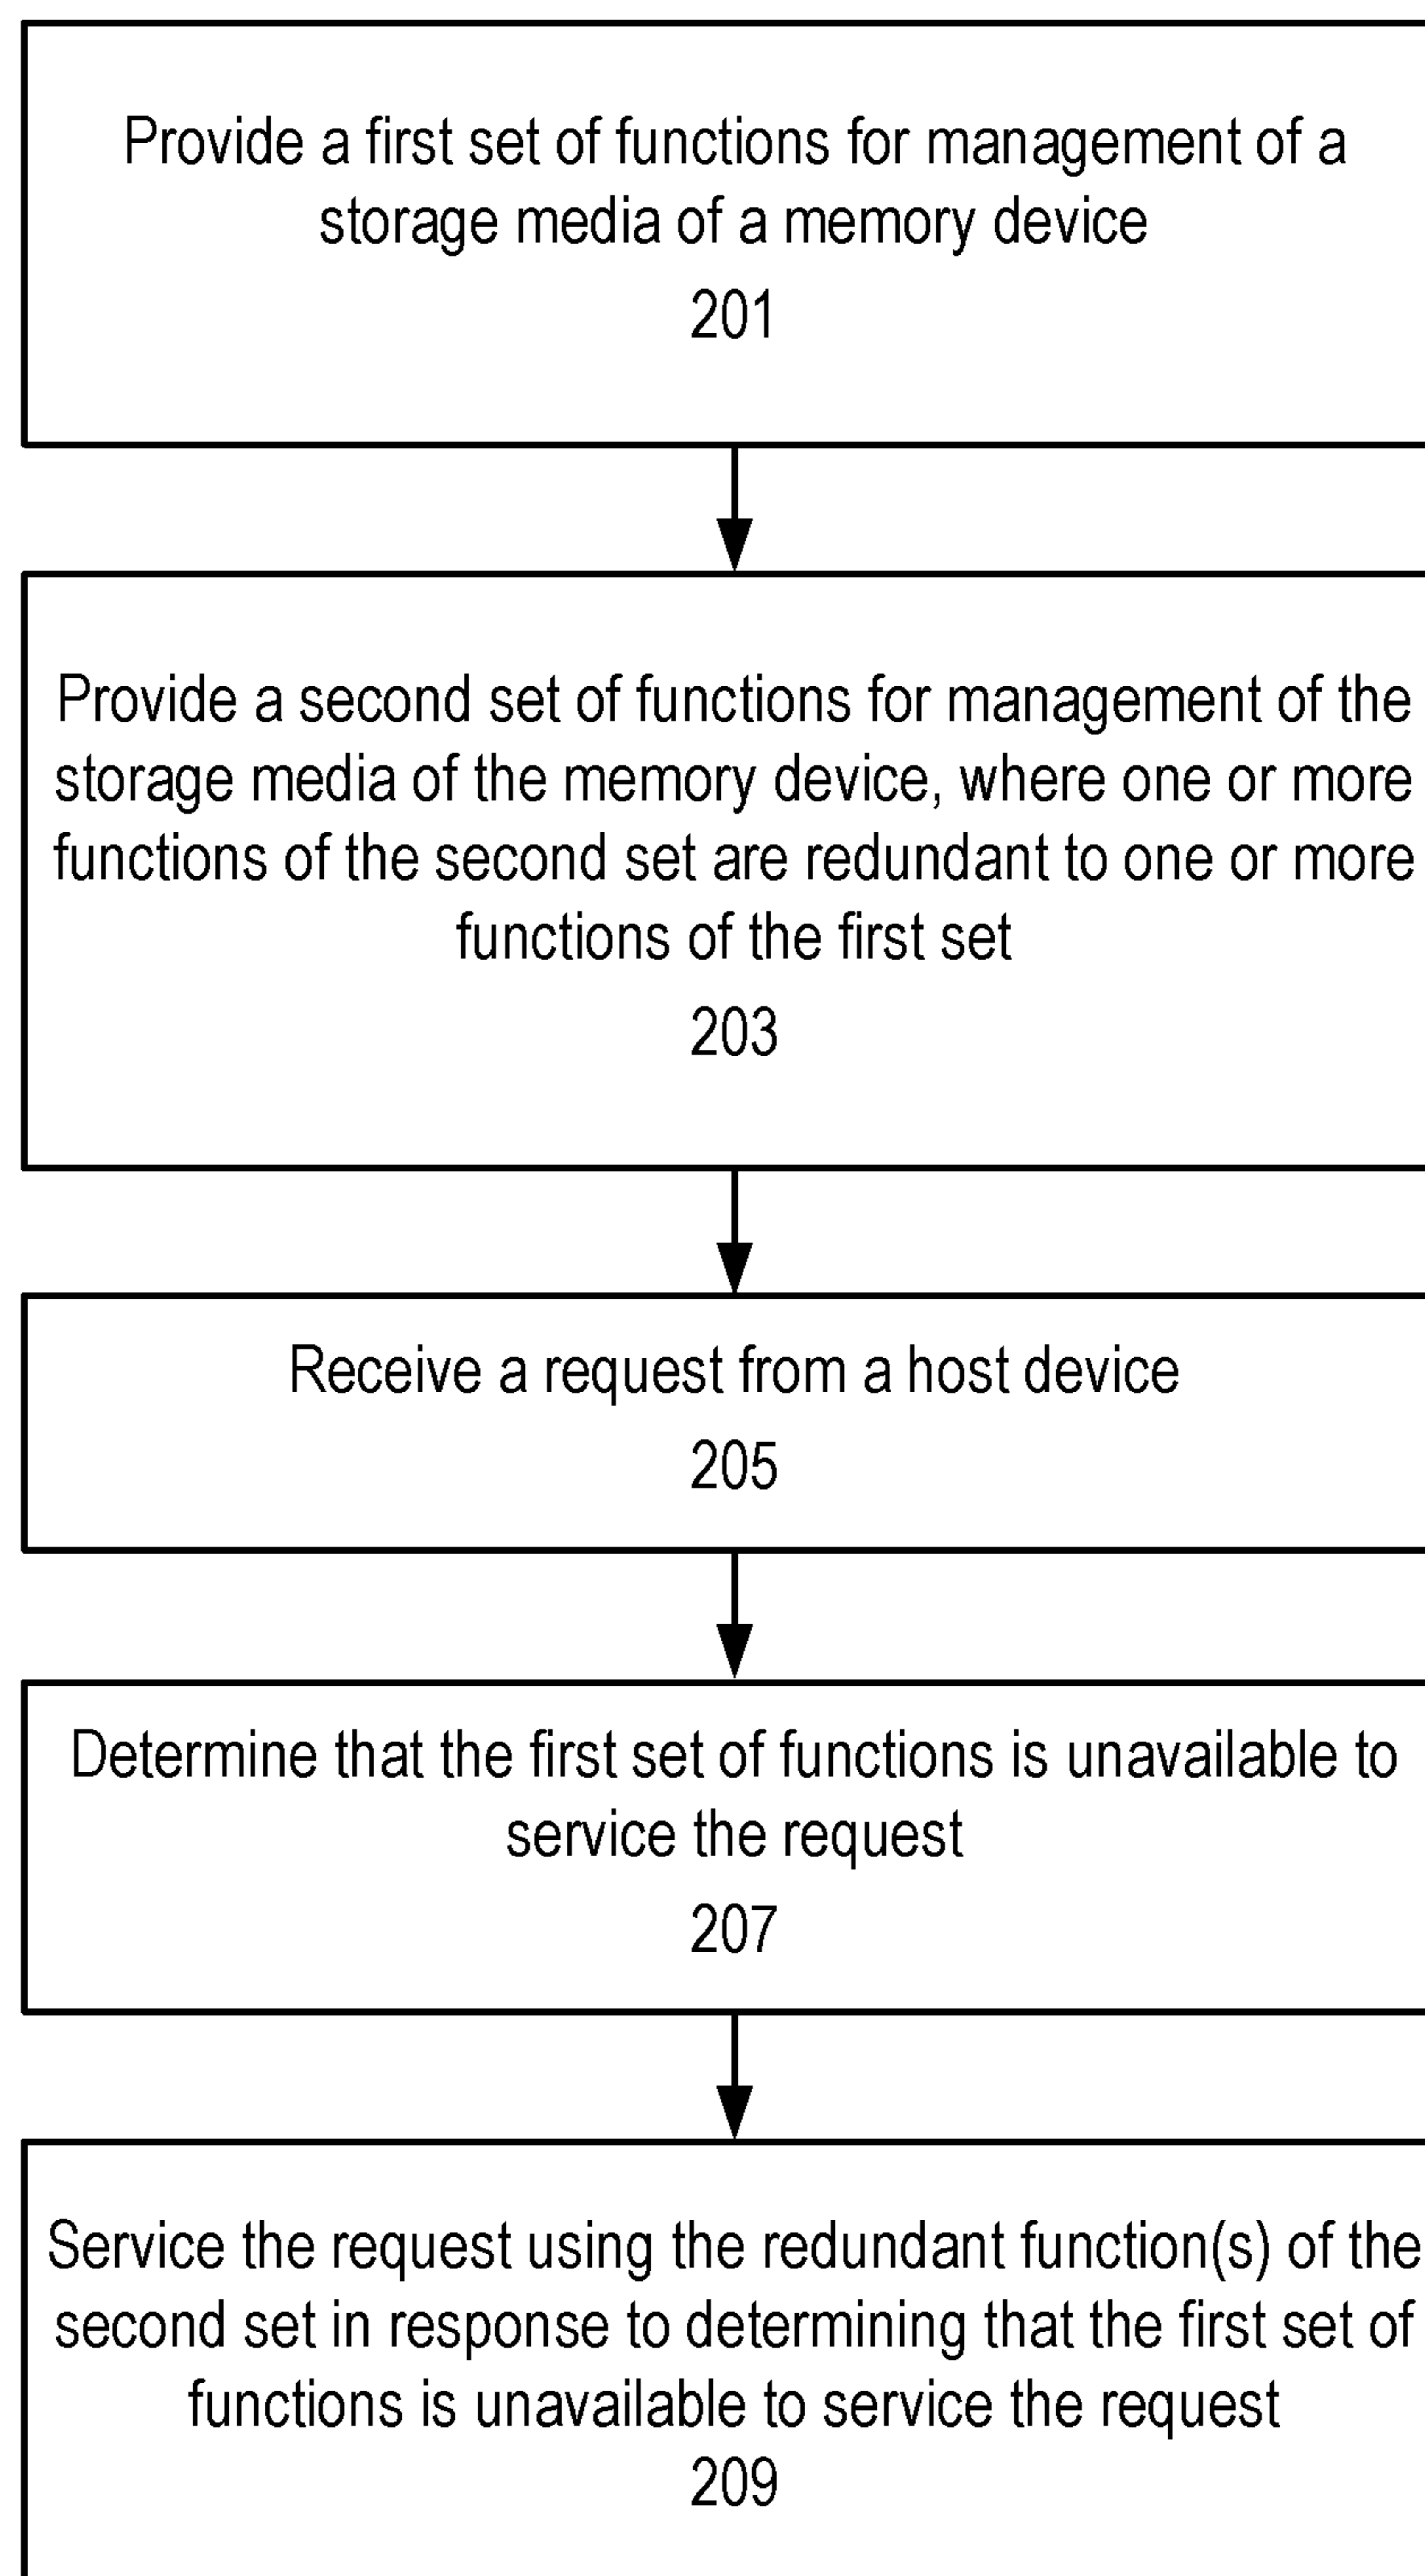 Provide a first set of functions for management of a
storage media of a memory device
201
Provide a second set of functions for management of the
storage media of the memory device, where one or more
functions of the second set are redundant to one or more
functions of the first set
203
Receive a request from a host device
205
Determine that the first set of functions is unavailable to
service the request
207
Service the request using the redundant function(s) of the
second set in response to determining that the first set of
functions is unavailable to service the request
209